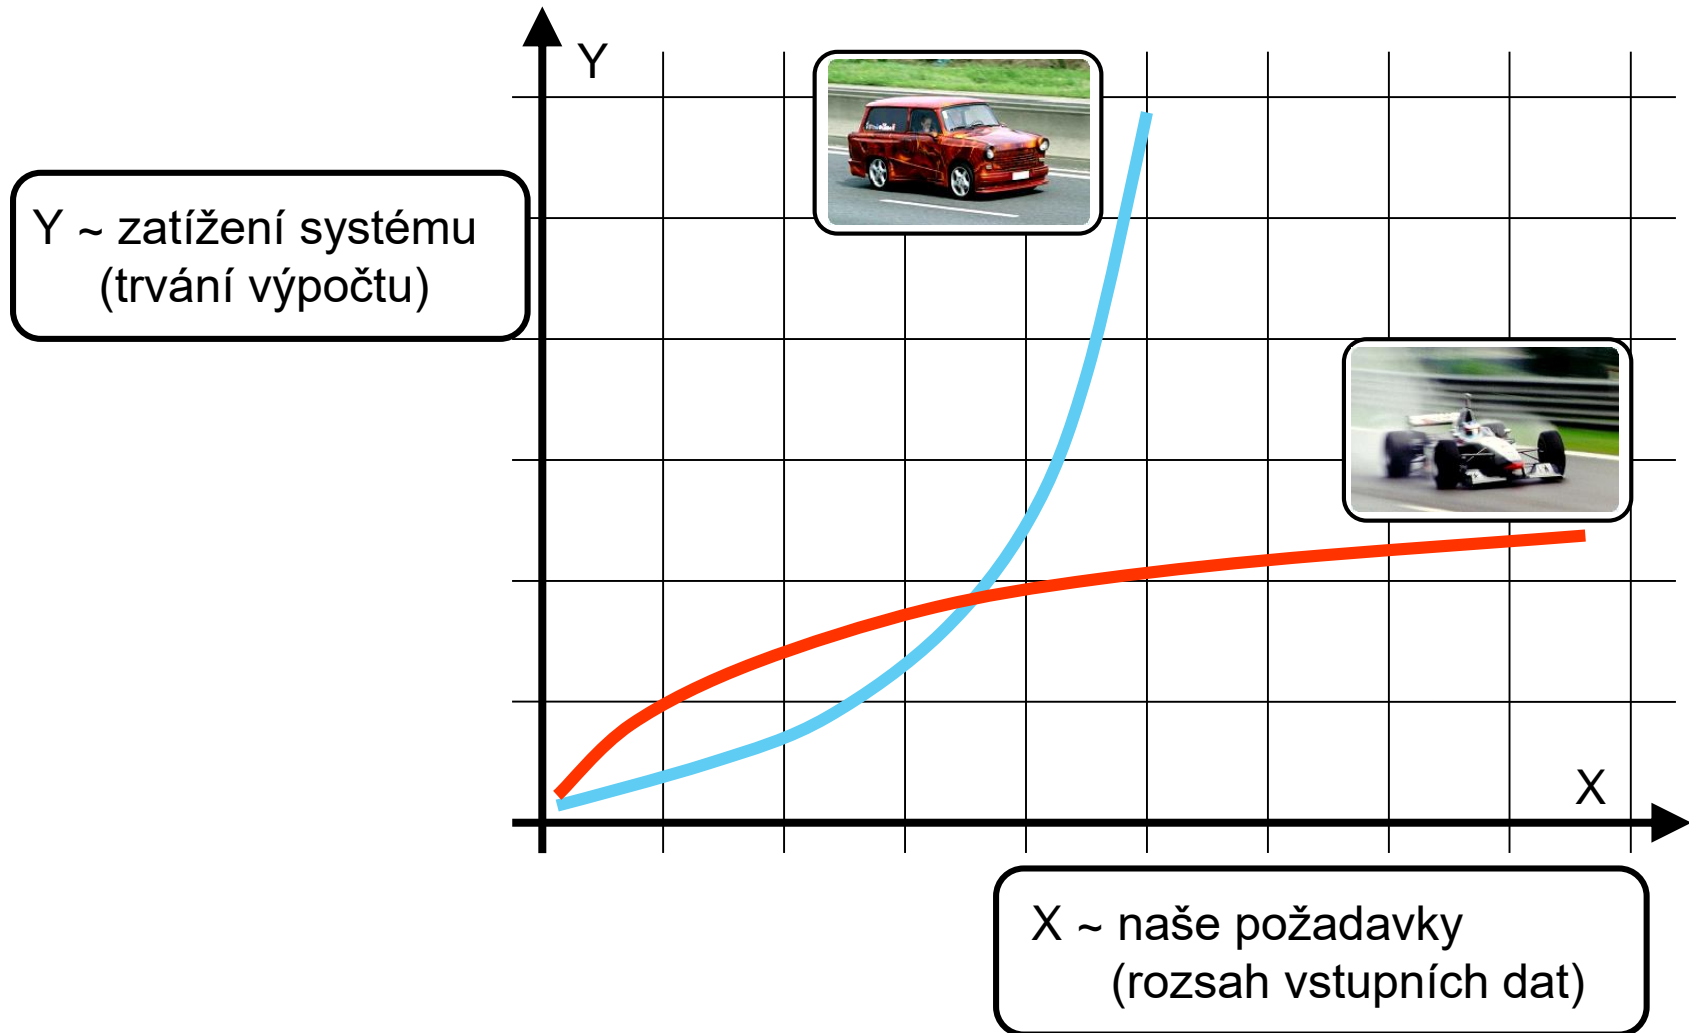 Y
Y ~ zatížení systému
(trvání výpočtu)
X
X ~ naše požadavky
(rozsah vstupních dat)